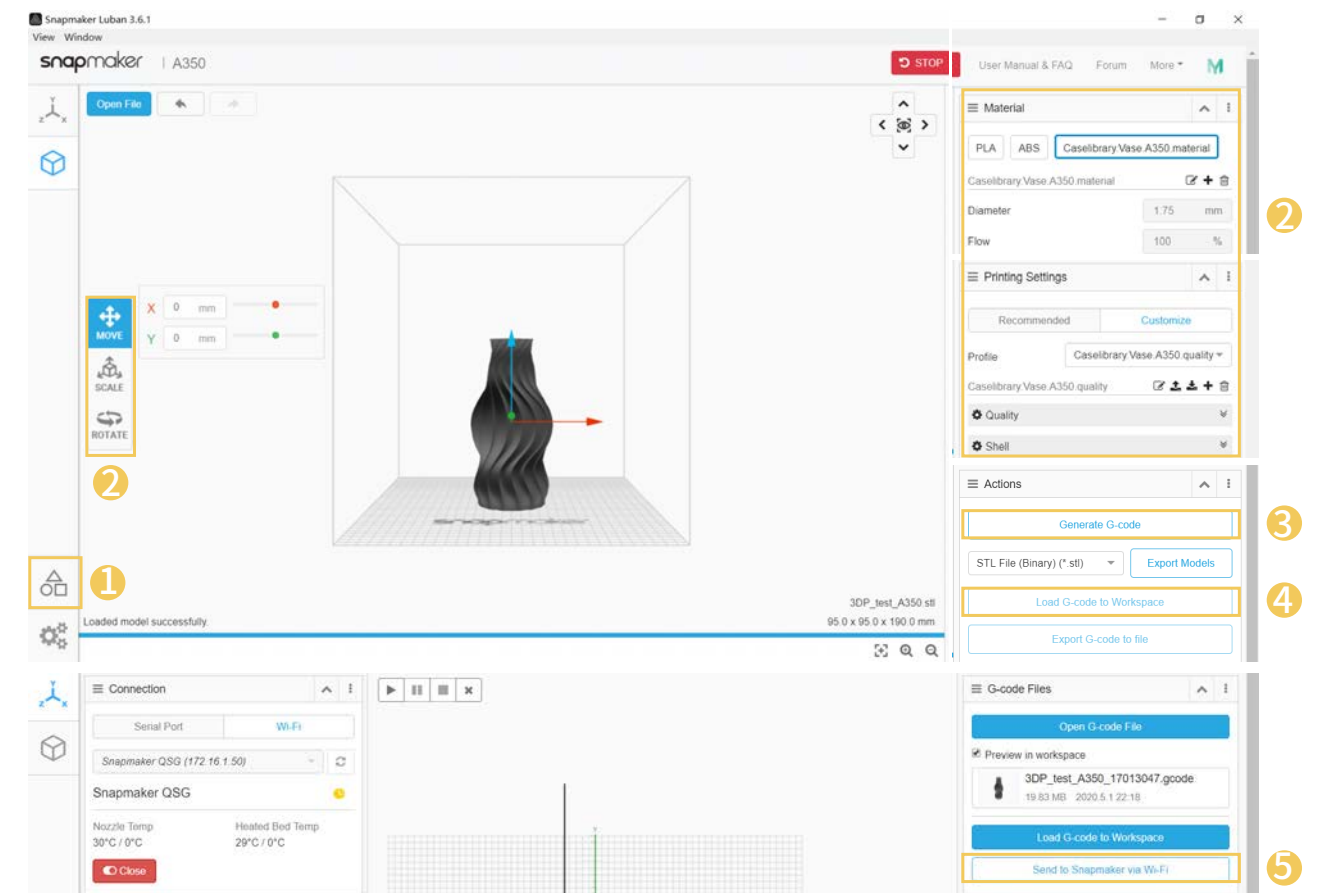 Snapmaker Luban 3.6.1
View Window
snapmaker | A350
STOP
User Manual & FAQ Forum More
Open File
Material
PLA ABS Caselibrary.Vase.A350.material
Caselibrary.Vase.A350.material
Diameter 1.75 mm
Flow 100 %
2
Printing Settings
Recommended Customize
Profile Caselibrary.Vase.A350.quality
Caselibrary.Vase.A350.quality
Quality
Shell
X 0 mm
Y 0 mm
MOVE
SCALE
ROTATE
2
snapmaker
1
Actions
Generate G-code
3
STL File (Binary) (*.stl) Export Models
Load G-code to Workspace
4
Export G-code to file
3DP_test_A350.stl
Loaded model successfully.
95.0 x 95.0 x 190.0 mm
Connection
Serial Port Wi-Fi
Snapmaker QSG (172.16.1.50)
Snapmaker QSG
Nozzle Temp Heated Bed Temp
30°C / 0°C 29°C / 0°C
Close
Y
G-code Files
Open G-code File
Preview in workspace
3DP_test_A350_17013047.gcode
19.83 MB 2020.5.1 22:18
Load G-code to Workspace
Send to Snapmaker via Wi-Fi
5